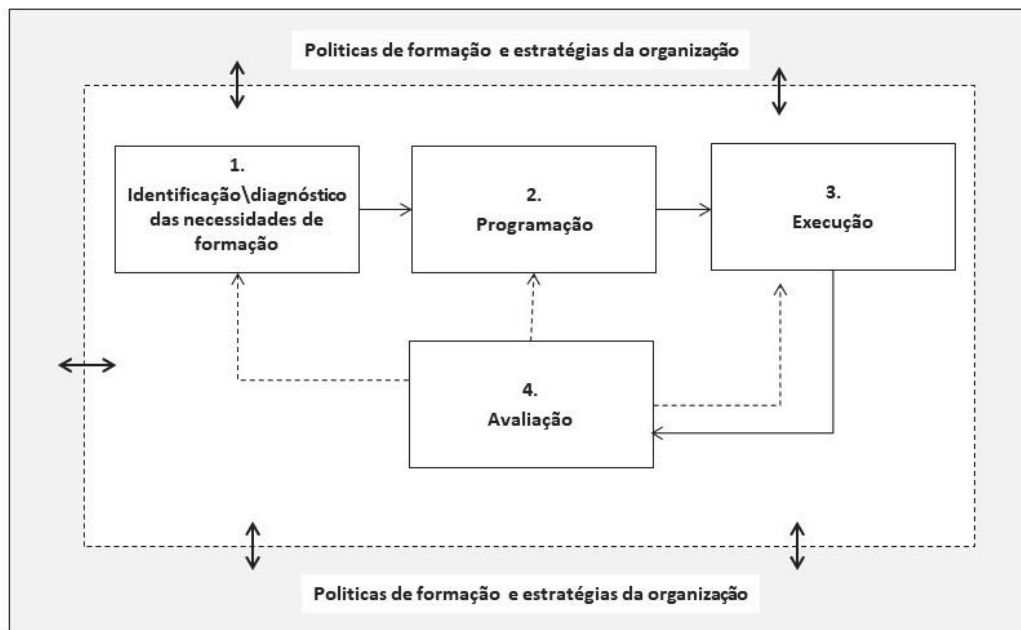 Politicas de formação e estratégias da organização
1.
Identificação\diagnóstico
das necessidades de
formação
2.
Programação
3.
Execução
4.
Avaliação
Politicas de formação e estratégias da organização